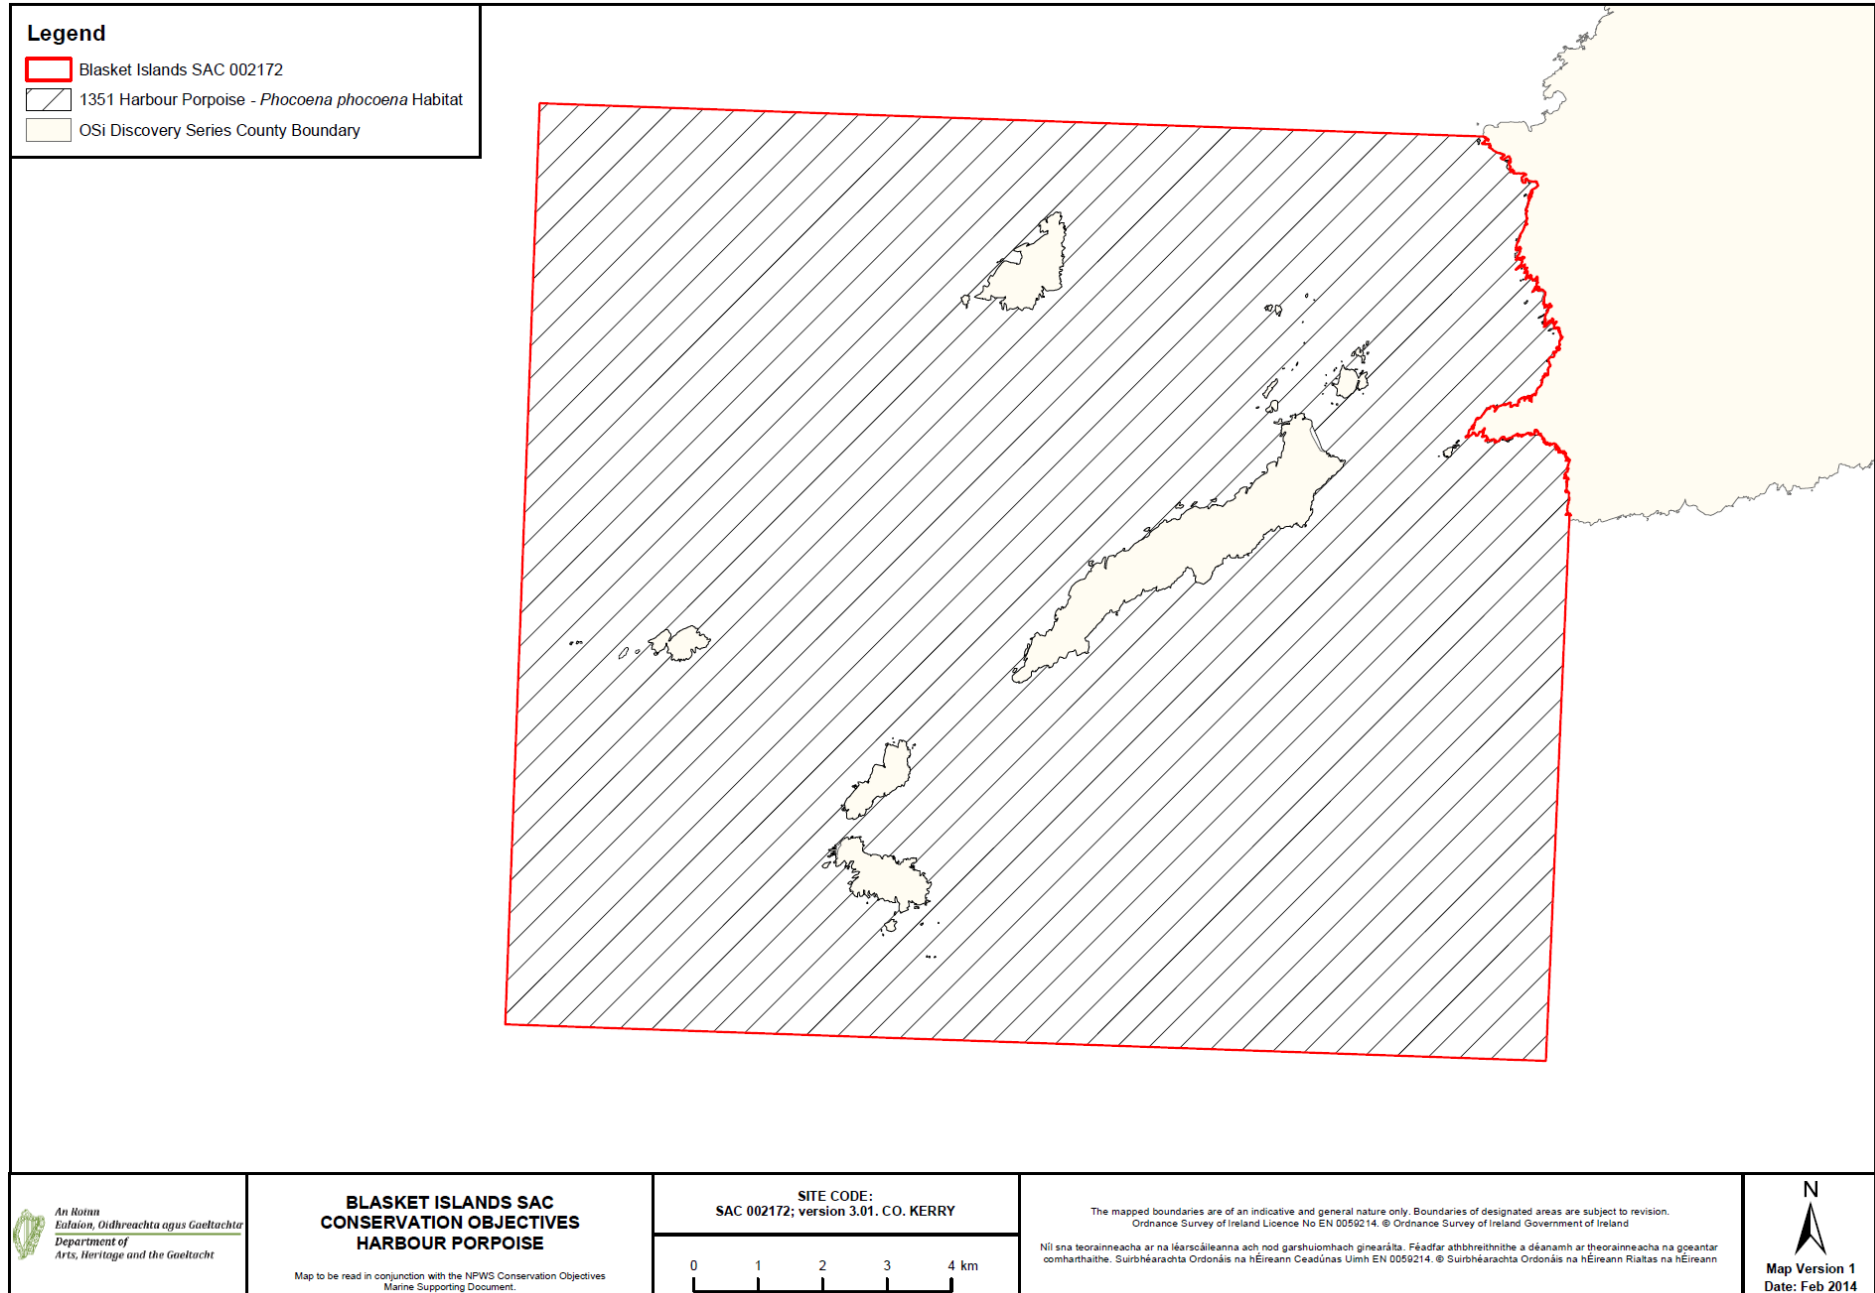 Legend
Blasket Islands SAC 002172
1351 Harbour Porpoise - Phocoena phocoena Habitat
OSi Discovery Series County Boundary
An Roinn
Ealaíon, Oidhreachta agus Gaeltachta
Department of
Arts, Heritage and the Gaeltacht
BLASKET ISLANDS SAC
CONSERVATION OBJECTIVES
HARBOUR PORPOISE
Map to be read in conjunction with the NPWS Conservation Objectives
Marine Supporting Document.
SITE CODE:
SAC 002172; version 3.01. CO. KERRY
0 1 2 3 4 km
The mapped boundaries are of an indicative and general nature only. Boundaries of designated areas are subject to revision.
Ordnance Survey of Ireland Licence No EN 0059214. © Ordnance Survey of Ireland Government of Ireland
Níl sna teorainneacha ar na léarscáileanna ach nod garshuiomhach ginearálta. Féadfar athbhreithnithe a déanamh ar theorainneacha na gceantar
comharthaithe. Suirbhéarachta Ordonáis na hÉireann Ceadúnas Uimh EN 0059214. © Suirbhéarachta Ordonáis na hÉireann Rialtas na hÉireann
N
Map Version 1
Date: Feb 2014